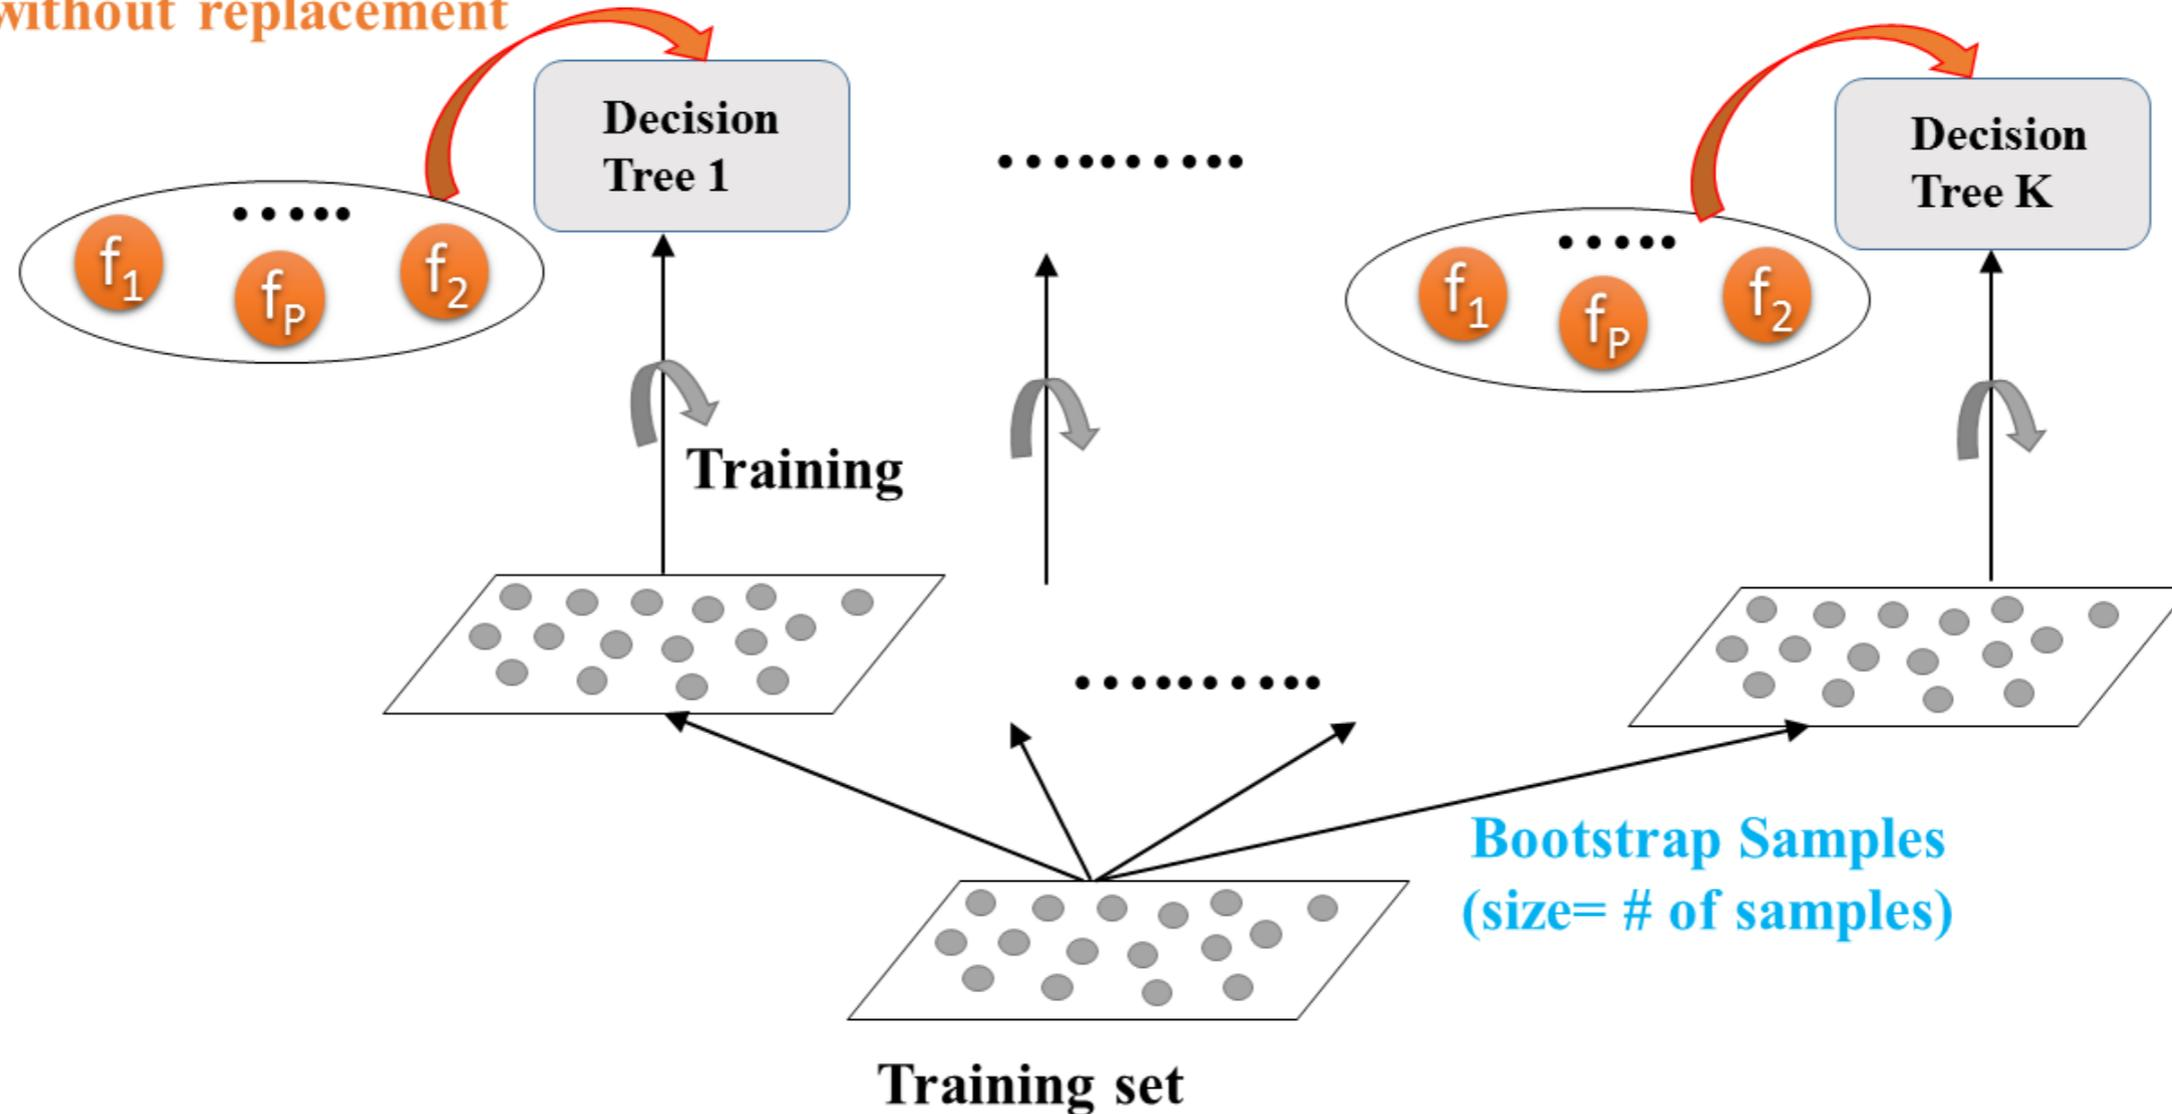 without replacement
Decision
Tree 1
Decision
Tree K
f1
fP
f2
f1
fP
f2
Training
Bootstrap Samples
(size= # of samples)
Training set